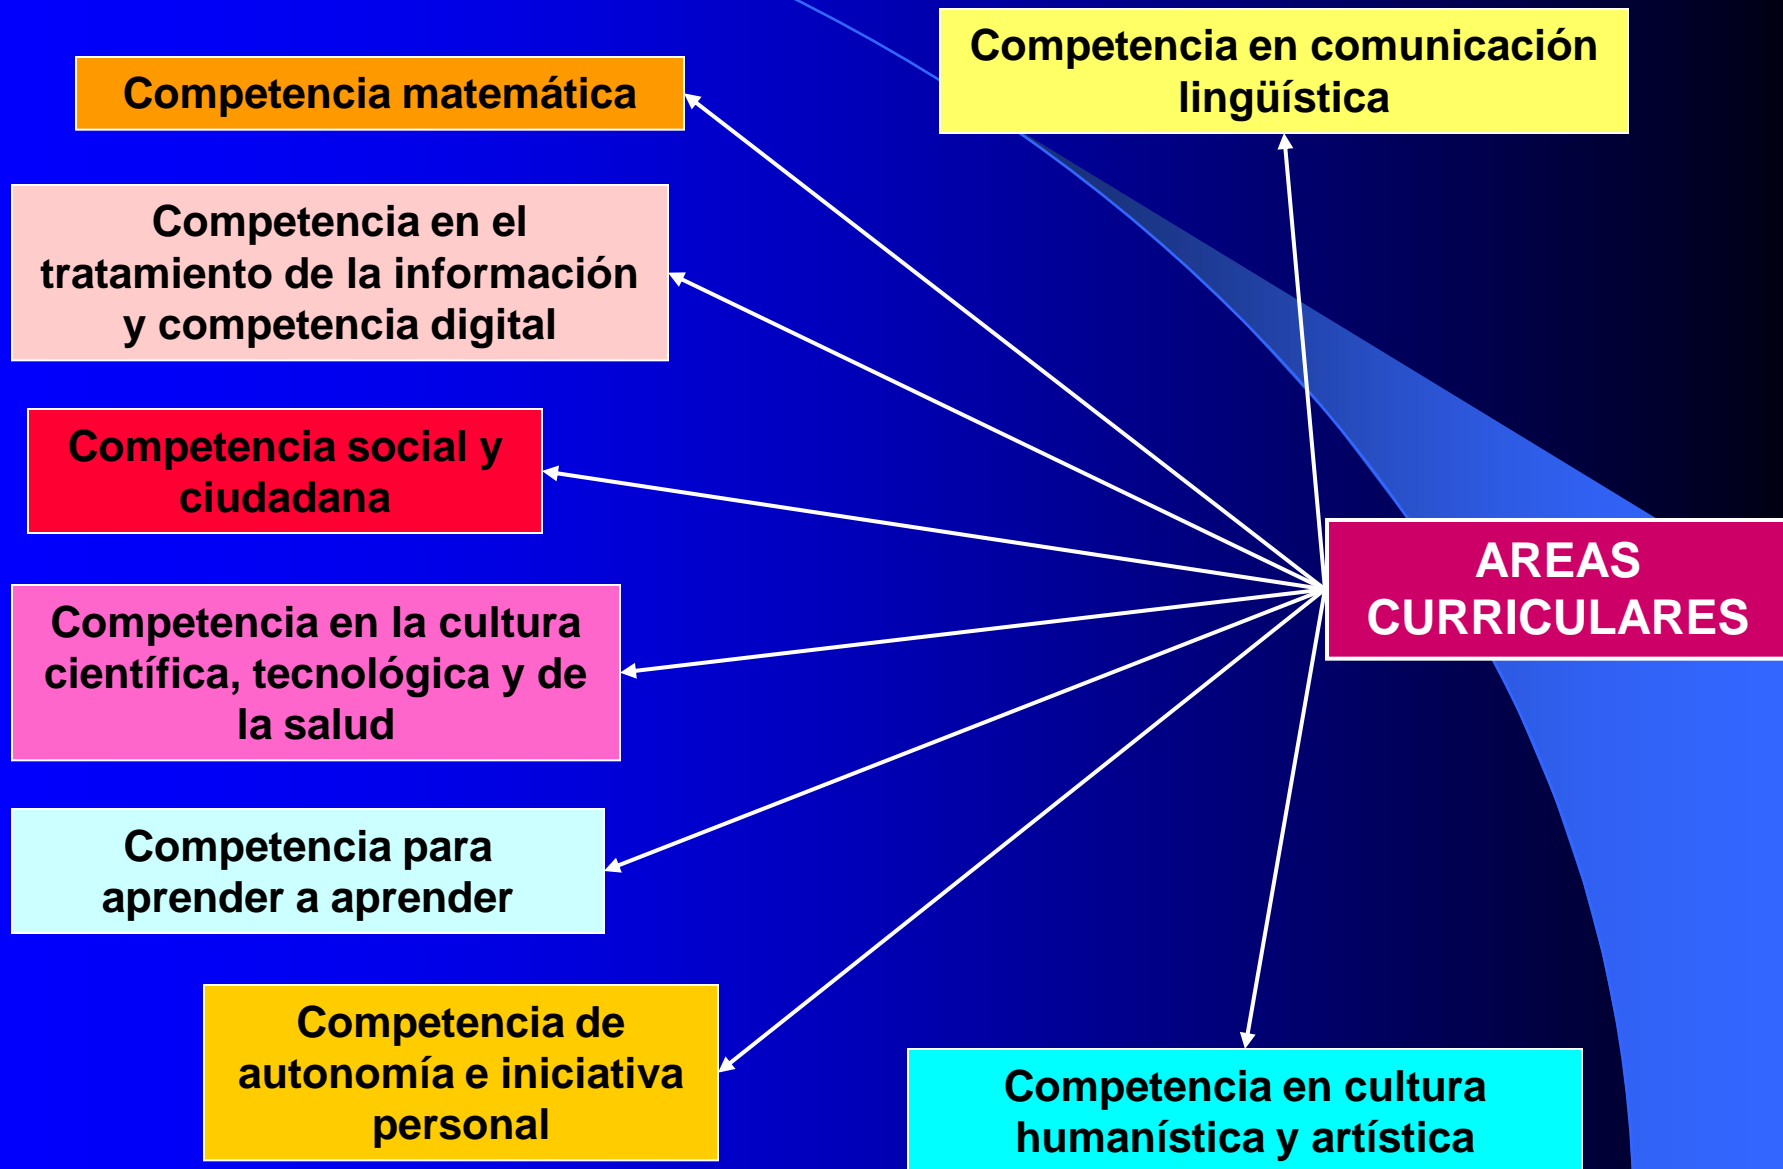 Competencia en comunicación
lingüística
Competencia matemática
Competencia en el
tratamiento de la información
y competencia digital
Competencia social y
ciudadana
AREAS
CURRICULARES
Competencia en la cultura
científica, tecnológica y de
la salud
Competencia para
aprender a aprender
Competencia de
autonomía e iniciativa
personal
Competencia en cultura
humanística y artística